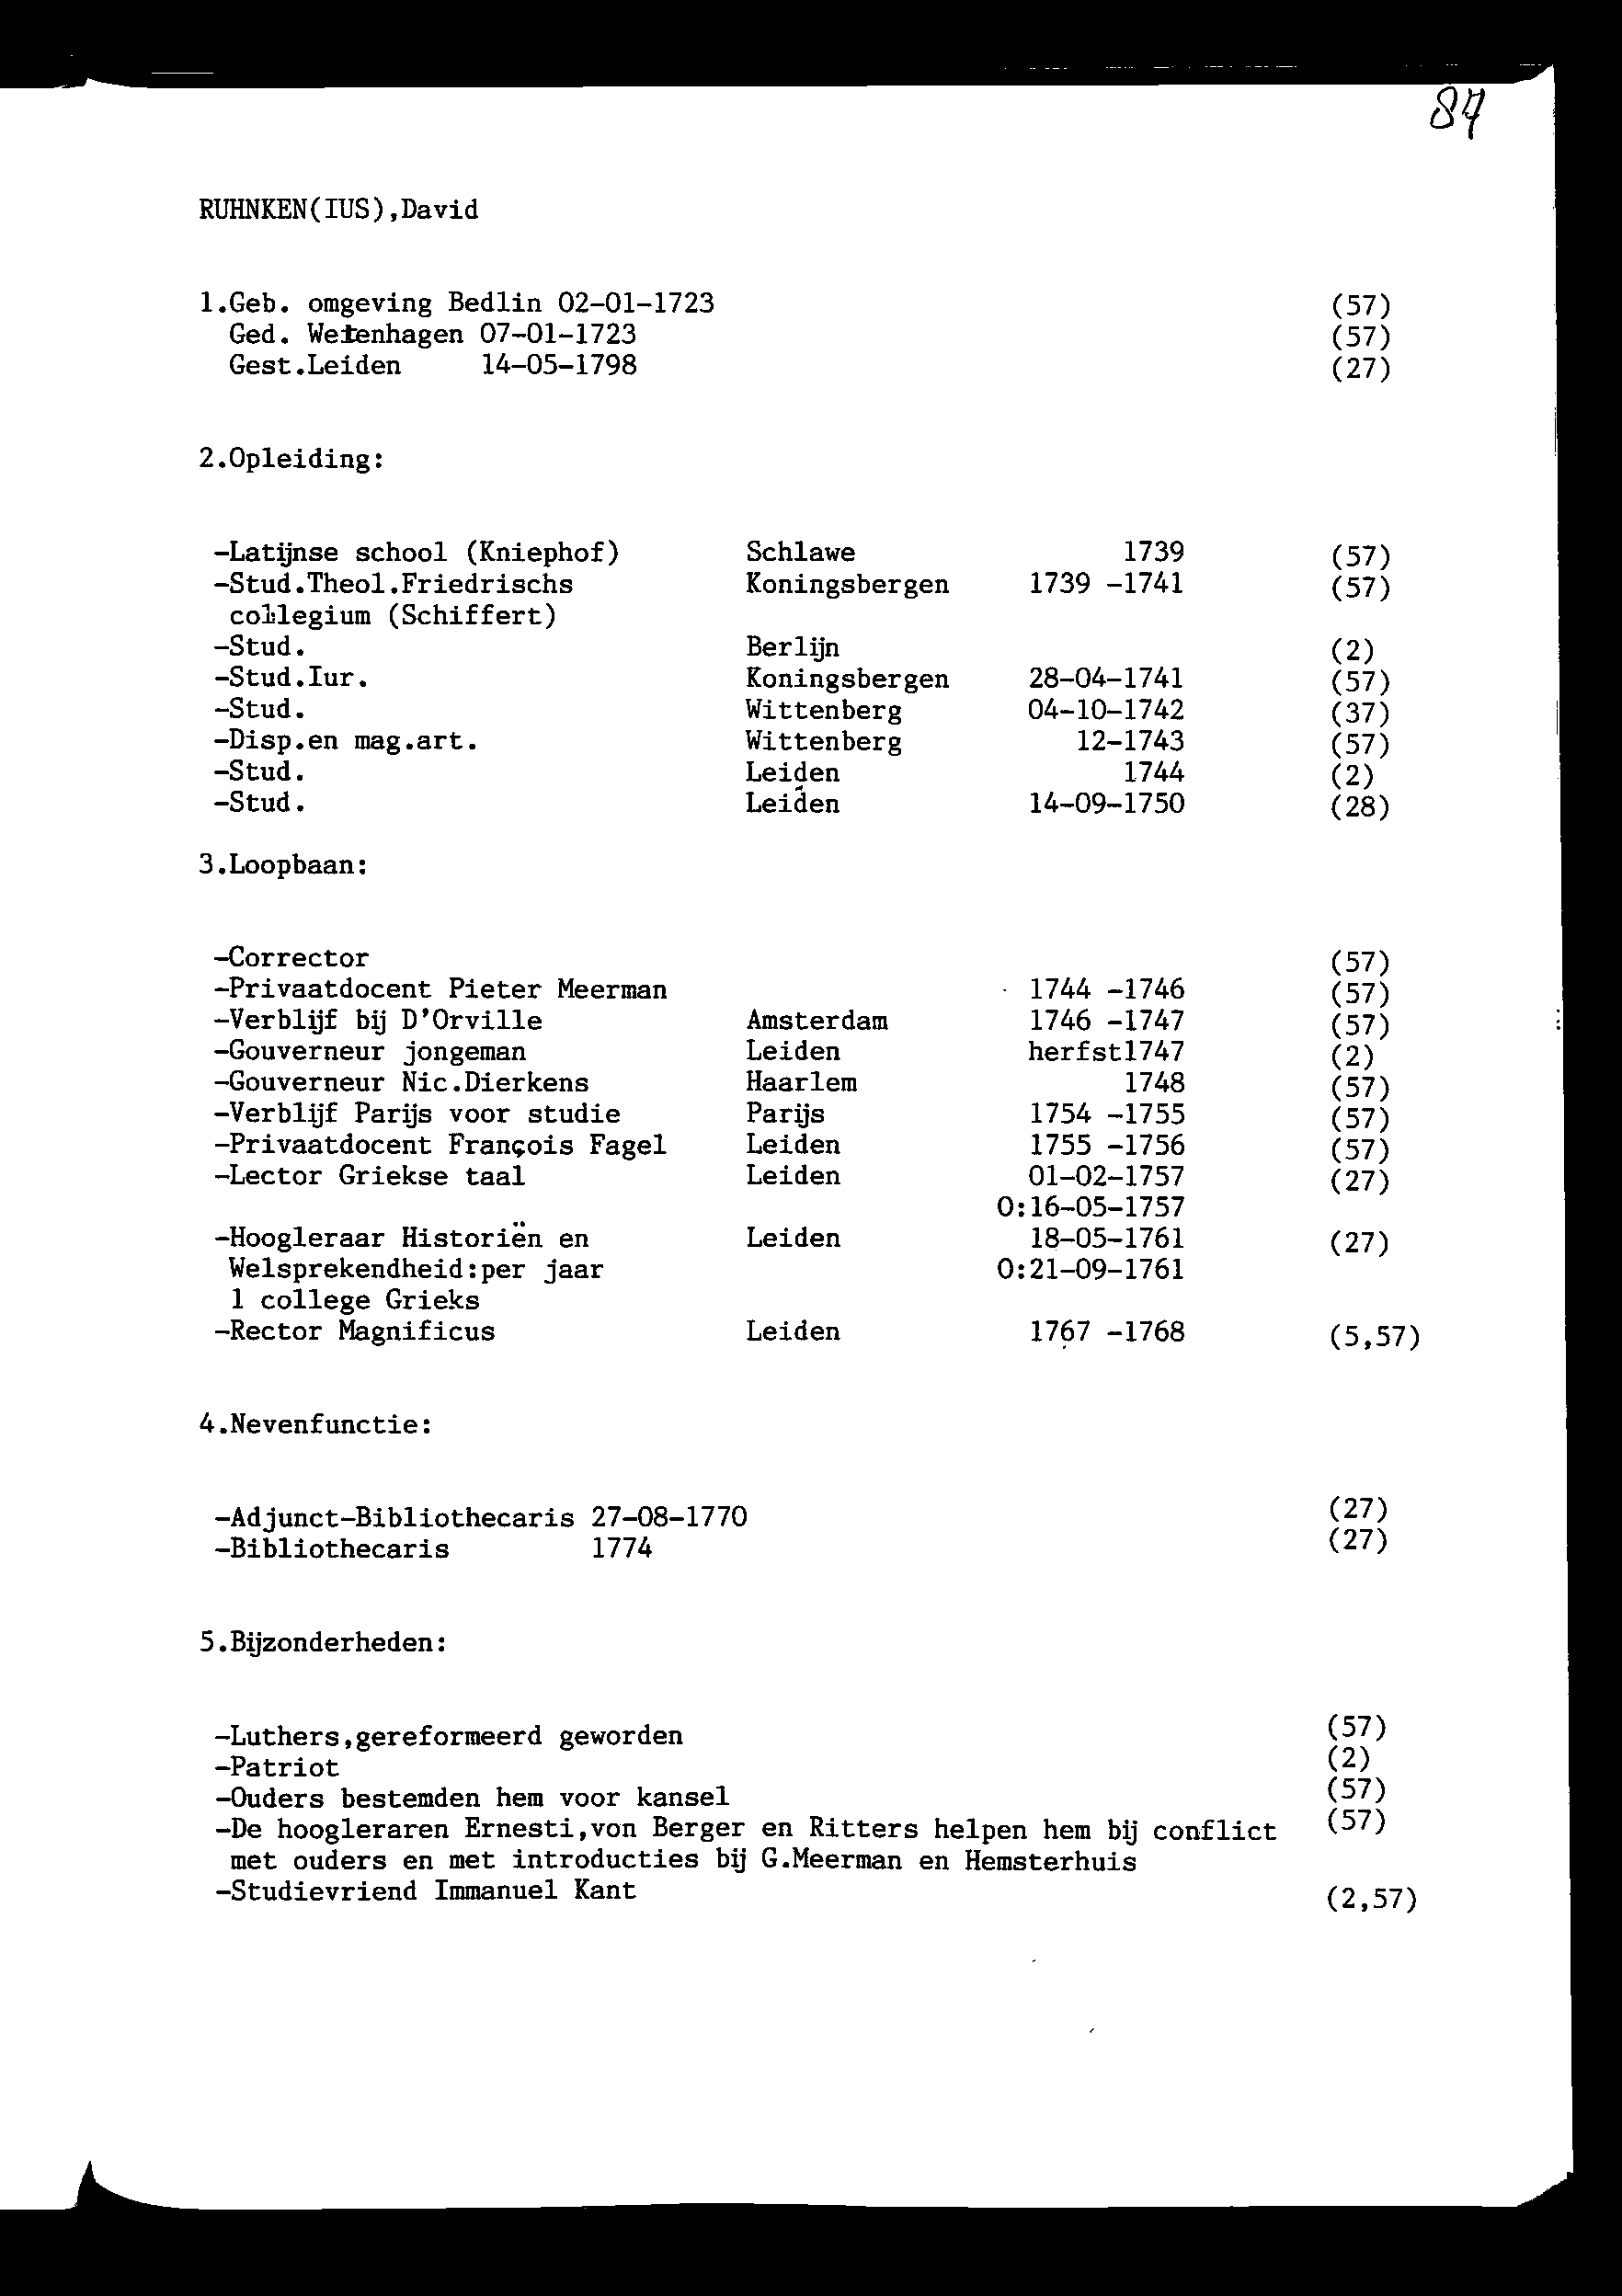 84
RUHNKEN(IUS),David
1.Geb. omgeving Bedlin 02-01-1723 (57)
Ged. Wetenhagen 07-01-1723 (57)
Gest.Leiden 14-05-1798 (27)
2.Opleiding:
-Latijnse school (Kniephof) Schlawe 1739 (57)
-Stud.Theol.Friedrischs Koningsbergen 1739 -1741 (57)
collegium (Schiffert)
-Stud. Berlijn (2)
-Stud.Iur. Koningsbergen 28-04-1741 (57)
-Stud. Wittenberg 04-10-1742 (37)
-Disp.en mag.art. Wittenberg 12-1743 (57)
-Stud. Leiden 1744 (2)
-Stud. Leiden 14-09-1750 (28)
3.Loopbaan:
-Corrector (57)
-Privaatdocent Pieter Meerman 1744 -1746 (57)
-Verblijf bij D'Orville Amsterdam 1746 -1747 (57)
-Gouverneur jongeman Leiden herfst1747 (2)
-Gouverneur Nic.Dierkens Haarlem 1748 (57)
-Verblijf Parijs voor studie Parijs 1754 -1755 (57)
-Privaatdocent François Fagel Leiden 1755 -1756 (57)
-Lector Griekse taal Leiden 01-02-1757 (27)
O:16-05-1757
-Hoogleraar Historiën en Leiden 18-05-1761 (27)
Welsprekendheid:per jaar O:21-09-1761
1 college Grieks
-Rector Magnificus Leiden 1767 -1768 (5,57)
4.Nevenfunctie:
-Adjunct-Bibliothecaris 27-08-1770 (27)
-Bibliothecaris 1774 (27)
5.Bijzonderheden:
-Luthers,gereformeerd geworden (57)
-Patriot (2)
-Ouders bestemden hem voor kansel (57)
-De hoogleraren Ernesti,von Berger en Ritters helpen hem bij conflict (57)
met ouders en met introducties bij G.Meerman en Hemsterhuis
-Studievriend Immanuel Kant (2,57)